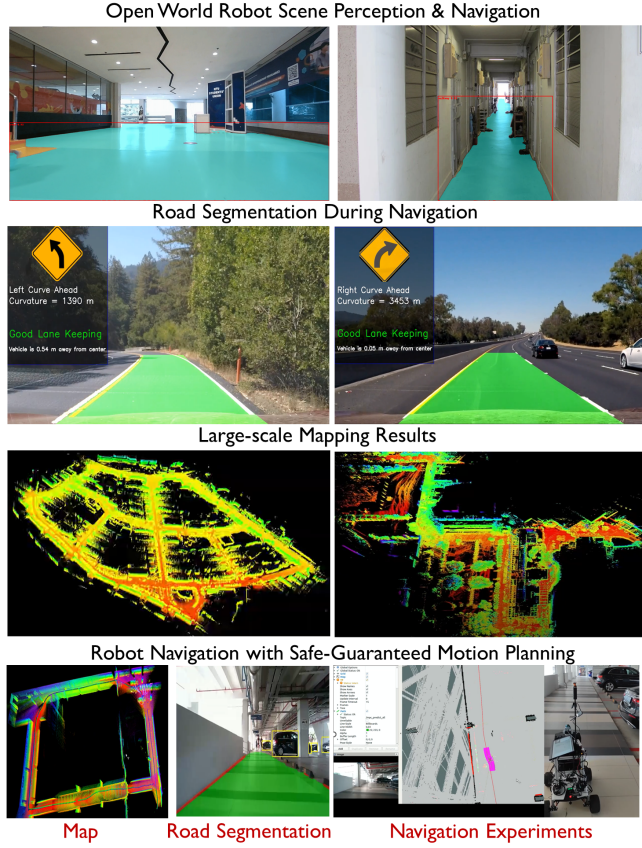 Open World Robot Scene Perception & Navigation
Road Segmentation During Navigation
Left Curve Ahead
Curvature = 1390 m
Good Lane Keeping
Vehicle is 0.54 m away from center
Right Curve Ahead
Curvature = 3453 m
Good Lane Keeping
Vehicle is 0.05 m away from center
Large-scale Mapping Results
Robot Navigation with Safe-Guaranteed Motion Planning
Map
Road Segmentation
Navigation Experiments